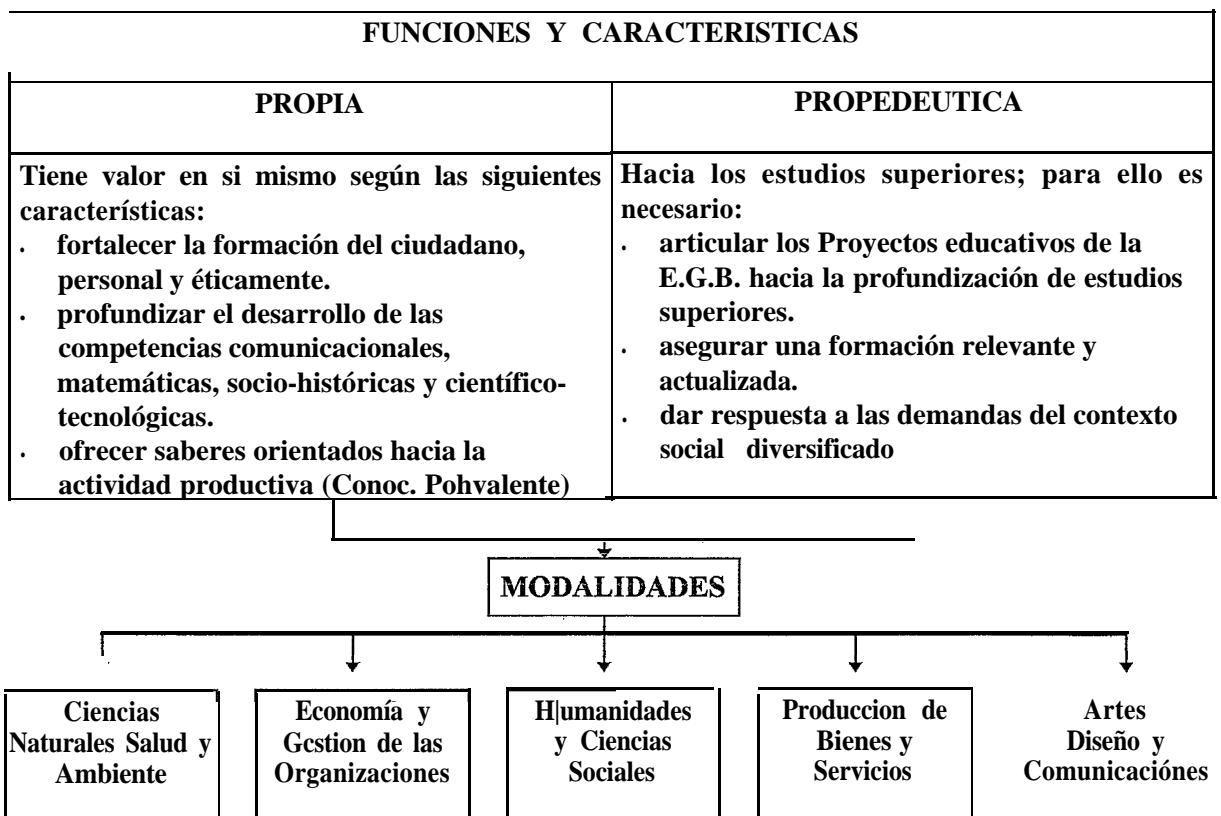 FUNCIONES Y CARACTERISTICAS
PROPIA
Tiene valor en si mismo según las siguientes
características:
· fortalecer la formación del ciudadano,
personal y éticamente.
· profundizar el desarrollo de las
competencias comunicacionales,
matemáticas, socio-históricas y científico-
tecnológicas.
· ofrecer saberes orientados hacia la
actividad productiva (Conoc. Pohvalente)
PROPEDEUTICA
Hacia los estudios superiores; para ello es
necesario:
· articular los Proyectos educativos de la
E.G.B. hacia la profundización de estudios
superiores.
· asegurar una formación relevante y
actualizada.
· dar respuesta a las demandas del contexto
social diversificado
MODALIDADES
Ciencias
Naturales Salud y
Ambiente
Economía y
Gcstion de las
Organizaciones
H|umanidades
y Ciencias
Sociales
Produccion de
Bienes y
Servicios
Artes
Diseño y
Comunicaciónes